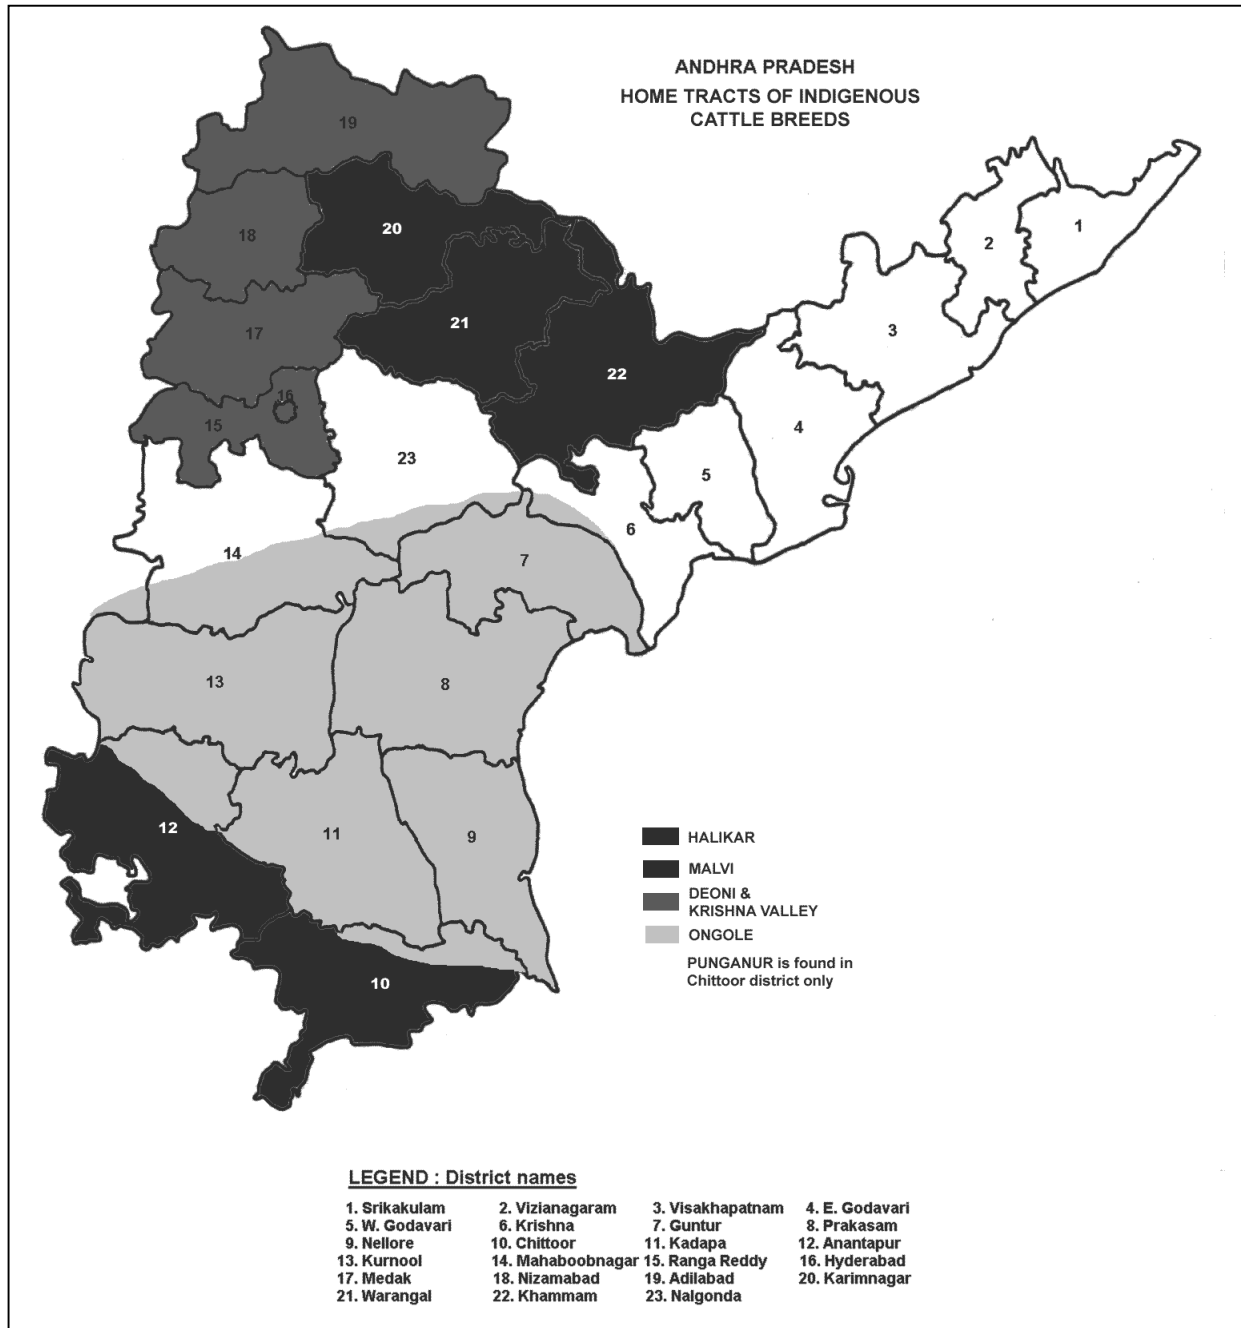 ANDHRA PRADESH
HOME TRACTS OF INDIGENOUS
CATTLE BREEDS
19
20
18
1
2
3
21
17
22
16
15
4
23
5
6
14
7
13
8
12
11
9
10
HALIKAR
MALVI
DEONI &
KRISHNA VALLEY
ONGOLE
PUNGANUR is found in
Chittoor district only
LEGEND : District names
1. Srikakulam 2. Vizianagaram 3. Visakhapatnam 4. E. Godavari
5. W. Godavari 6. Krishna 7. Guntur 8. Prakasam
9. Nellore 10. Chittoor 11. Kadapa 12. Anantapur
13. Kurnool 14. Mahaboobnagar 15. Ranga Reddy 16. Hyderabad
17. Medak 18. Nizamabad 19. Adilabad 20. Karimnagar
21. Warangal 22. Khammam 23. Nalgonda